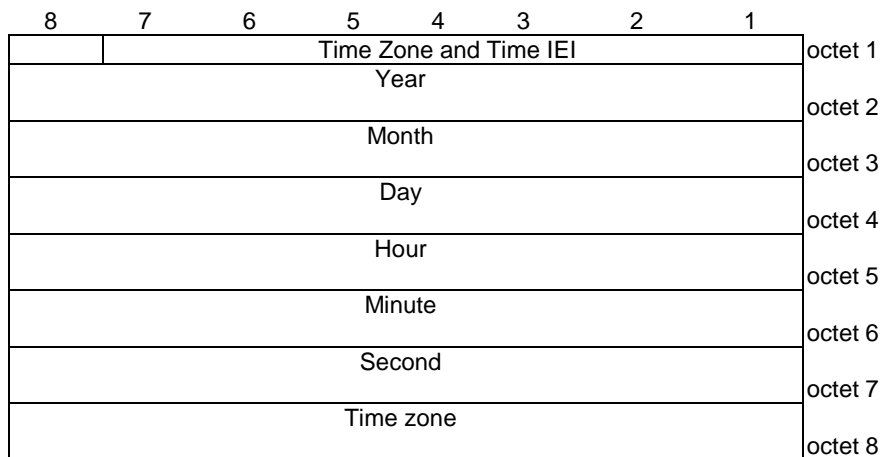 8 7 6 5 4 3 2 1
Time Zone and Time IEI octet 1
Year
octet 2
Month
octet 3
Day
octet 4
Hour
octet 5
Minute
octet 6
Second
octet 7
Time zone
octet 8